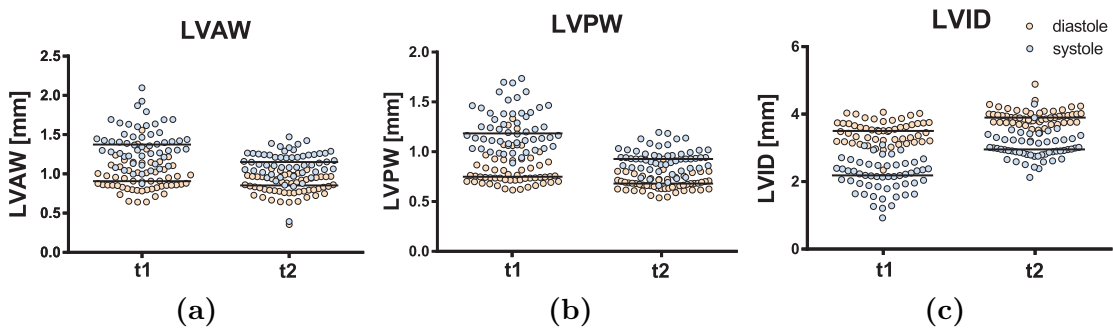 LVAW
LVAW [mm]
2.5
2.0
1.5
1.0
0.5
0.0
t1
t2
(a)
LVPW
LVPW [mm]
2.0
1.5
1.0
0.5
0.0
t1
t2
(b)
LVID
diastole
systole
LVID [mm]
6
4
2
0
t1
t2
(c)